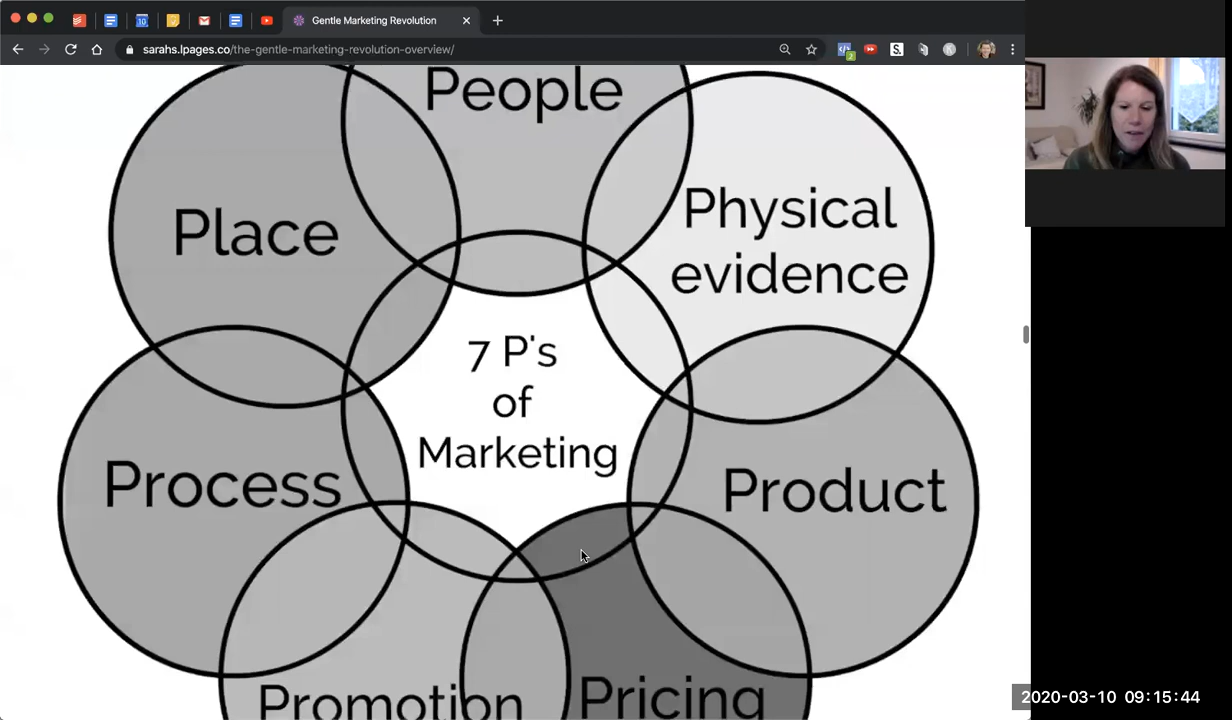 Gentle Marketing Revolution
sarahs.lpages.co/the-gentle-marketing-revolution-overview/
People
Place
Physical
evidence
7 P's
of
Marketing
Process
Product
Promotion
Pricing
2020-03-10 09:15:44